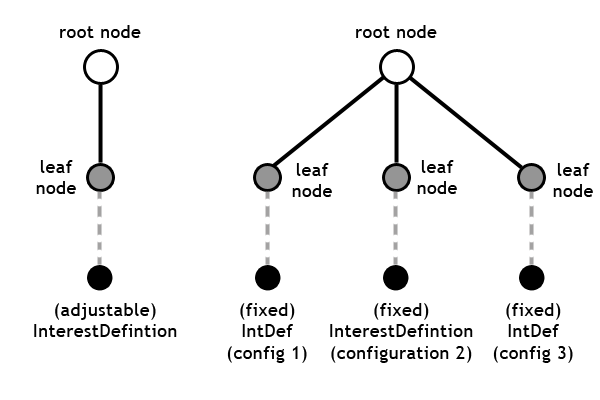 root node
leaf
node
(adjustable)
InterestDefintion
root node
leaf
node
leaf
node
leaf
node
(fixed)
IntDef
(config 1)
(fixed)
InterestDefintion
(configuration 2)
(fixed)
IntDef
(config 3)